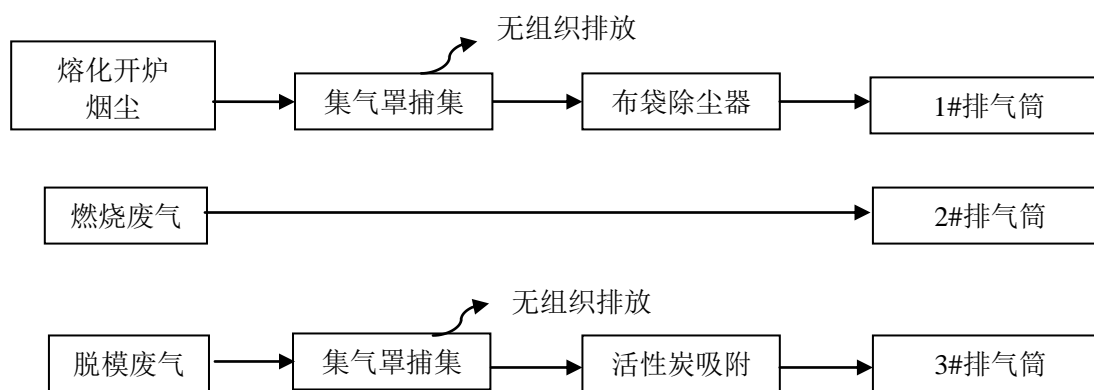 无组织排放
熔化开炉
烟尘
集气罩捕集
布袋除尘器
1#排气筒
燃烧废气
2#排气筒
无组织排放
脱模废气
集气罩捕集
活性炭吸附
3#排气筒